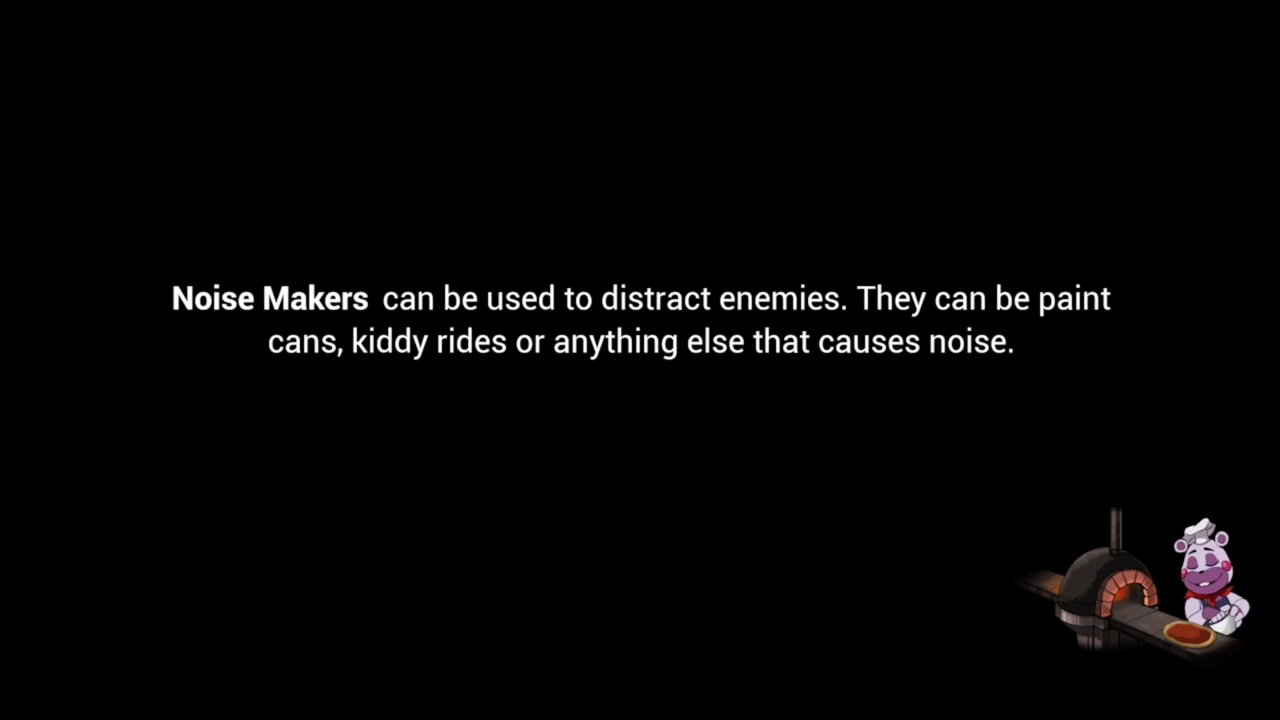 Noise Makers can be used to distract enemies. They can be paint
cans, kiddy rides or anything else that causes noise.